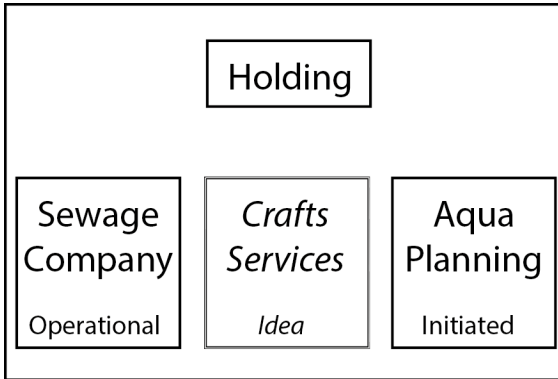 Holding
Sewage
Company
Operational
Crafts
Services
Idea
Aqua
Planning
Initiated